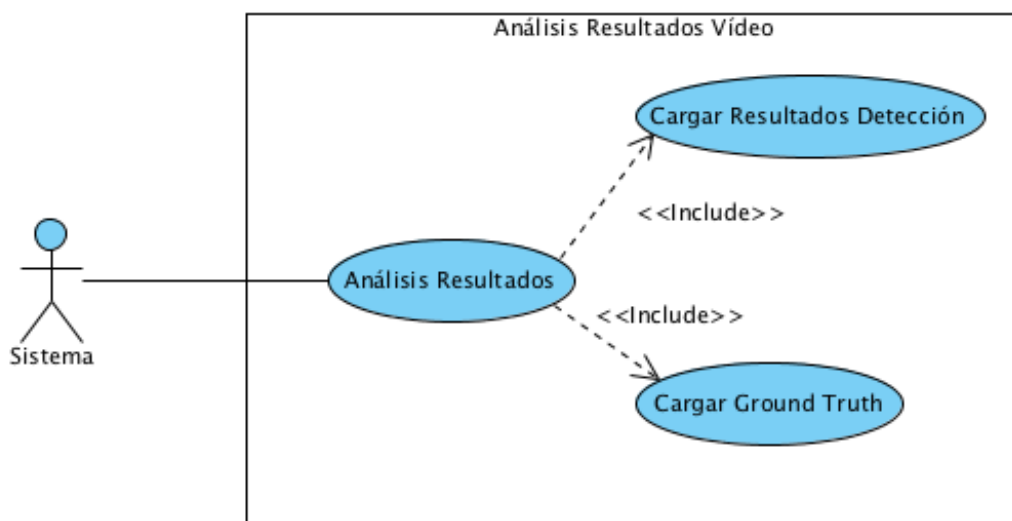 Análisis Resultados Vídeo
Cargar Resultados Detección
<<Include>>
Análisis Resultados
<<Include>>
Sistema
Cargar Ground Truth